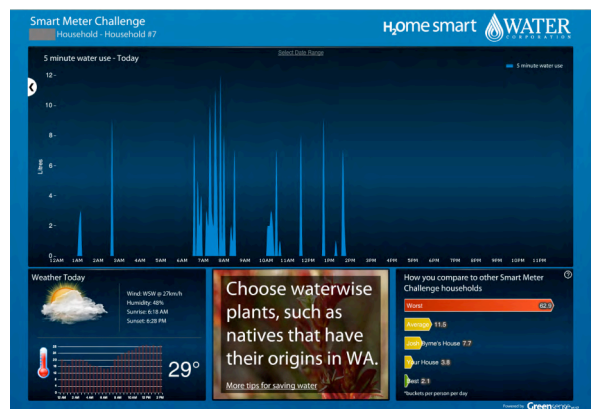 Smart Meter Challenge
Household - Household #7
H2ome smart
WATER
CORPORATION
5 minute water use - Today
Select Date Range
5 minute water use
Litres
12
10
8
6
4
2
0
12AM 1AM 2AM 3AM 4AM 5AM 6AM 7AM 8AM 9AM 10AM 11AM 12PM 1PM 2PM 3PM 4PM 5PM 6PM 7PM 8PM 9PM 10PM 11PM
Weather Today
Wind: WSW @ 27km/h
Humidity: 48%
Sunrise: 6:18 AM
Sunset: 6:28 PM
29°
Choose waterwise
plants, such as
natives that have
their origins in WA.
More tips for saving water
How you compare to other Smart Meter
Challenge households
?
Worst 62.9
Average 11.5
Josh Byrne's House 7.7
Your House 3.8
Best 2.1
*buckets per person per day
Powered by Greensense